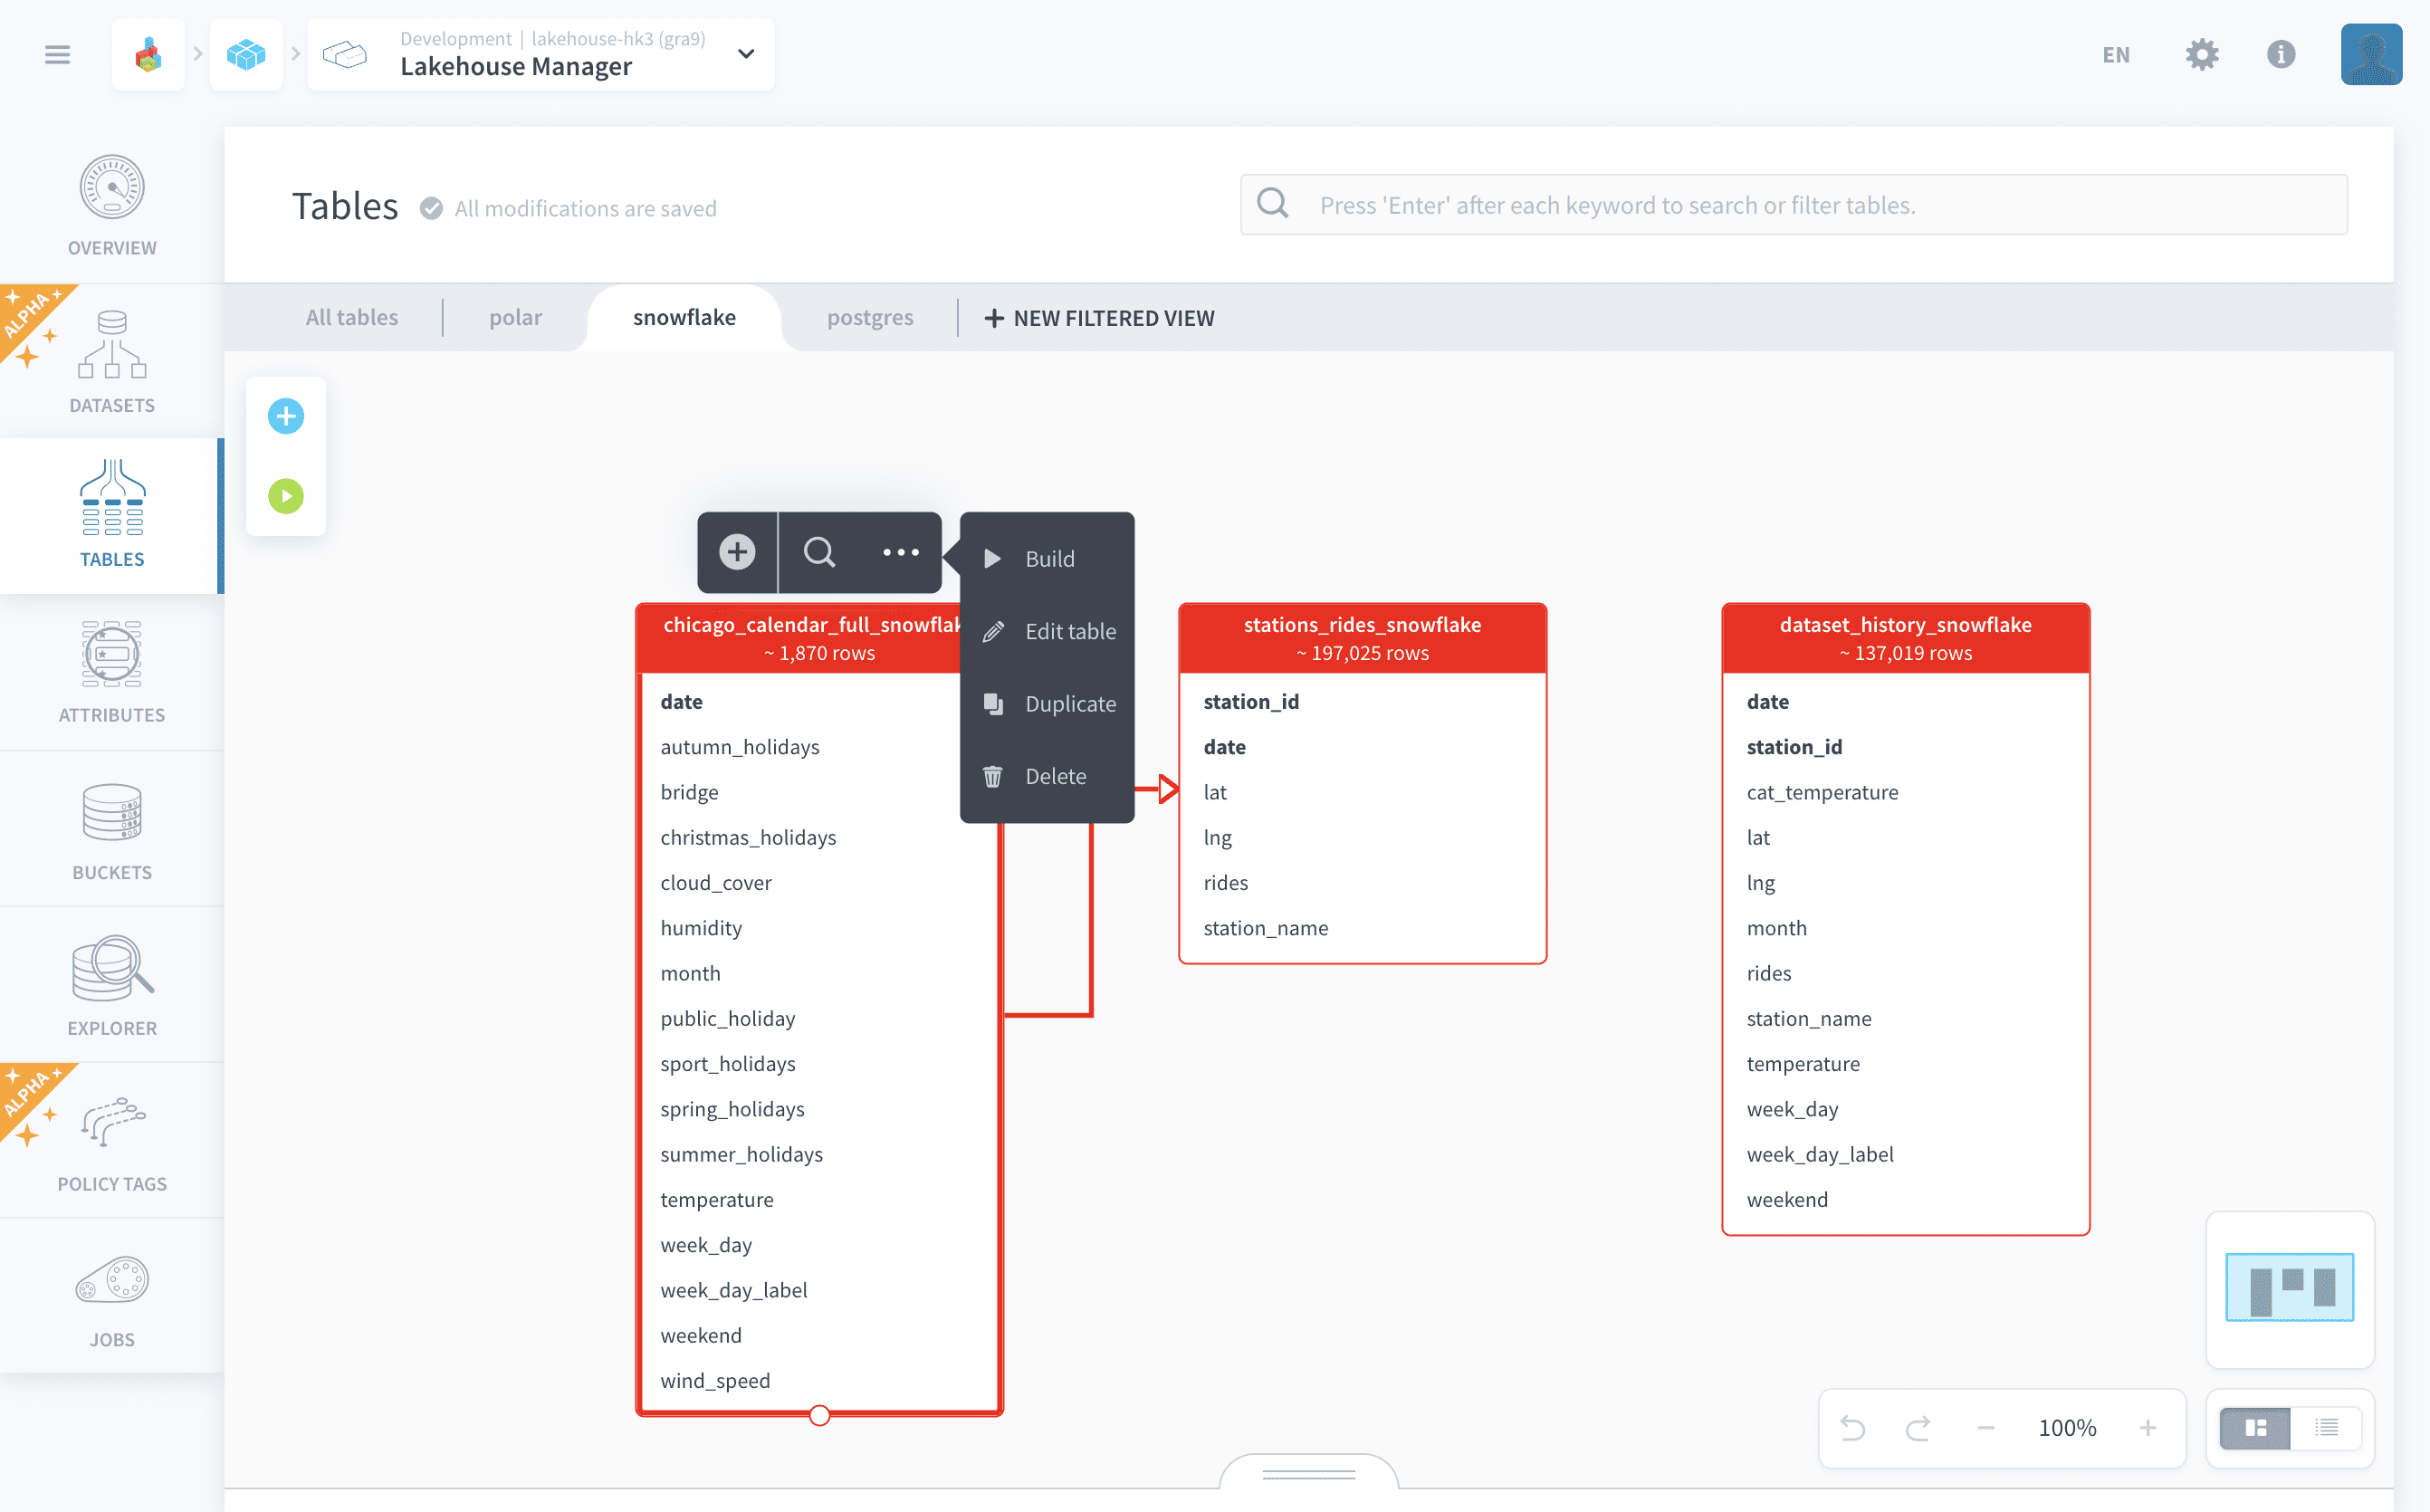 Development | lakehouse-hk3 (gra9)
Lakehouse Manager
EN
OVERVIEW
ALPHA
DATASETS
TABLES
ATTRIBUTES
BUCKETS
EXPLORER
ALPHA
POLICY TAGS
JOBS
Tables
All modifications are saved
Press 'Enter' after each keyword to search or filter tables.
All tables
polar
snowflake
postgres
NEW FILTERED VIEW
Build
Edit table
Duplicate
Delete
chicago_calendar_full_snowflak
~ 1,870 rows
date
autumn_holidays
bridge
christmas_holidays
cloud_cover
humidity
month
public_holiday
sport_holidays
spring_holidays
summer_holidays
temperature
week_day
week_day_label
weekend
wind_speed
stations_rides_snowflake
~ 197,025 rows
station_id
date
lat
lng
rides
station_name
dataset_history_snowflake
~ 137,019 rows
date
station_id
cat_temperature
lat
lng
month
rides
station_name
temperature
week_day
week_day_label
weekend
100%